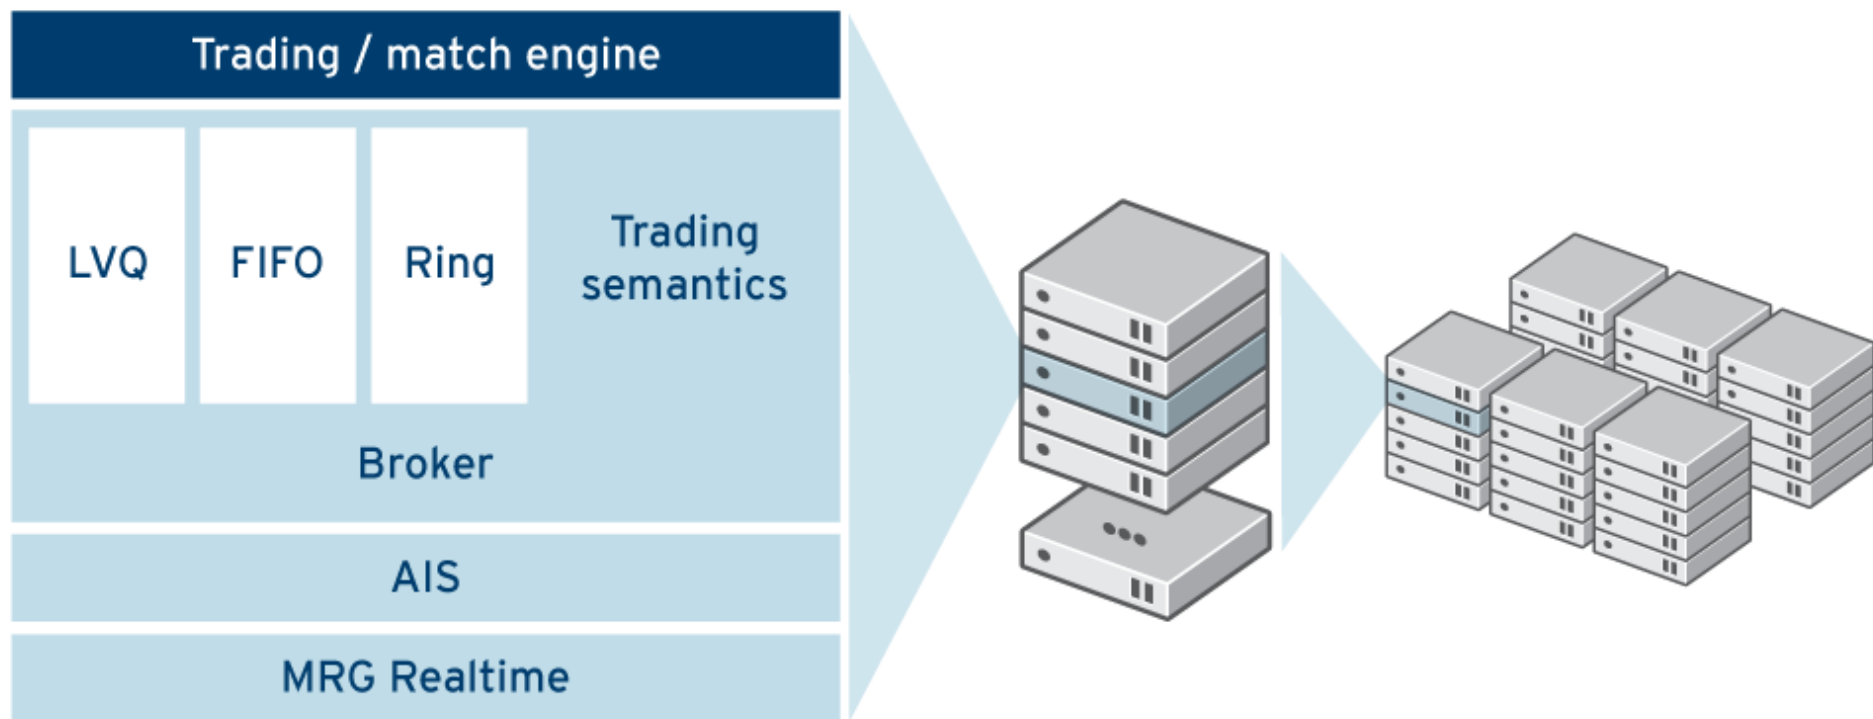 Trading / match engine
LVQ
FIFO
Ring
Trading
semantics
Broker
AIS
MRG Realtime